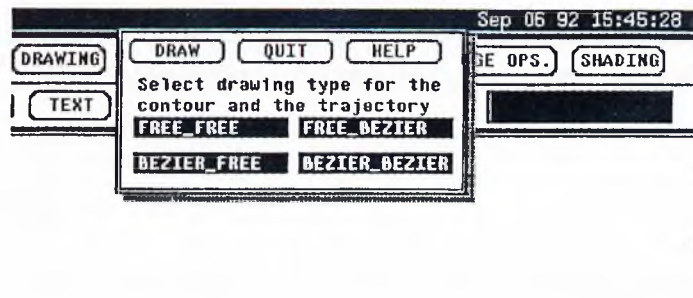 Sep 06 92 15:45:28
DRAWING
DRAW QUIT HELP
GE OPS. SHADING
Select drawing type for the
TEXT
contour and the trajectory
FREE_FREE FREE_BEZIER
BEZIER_FREE BEZIER_BEZIER